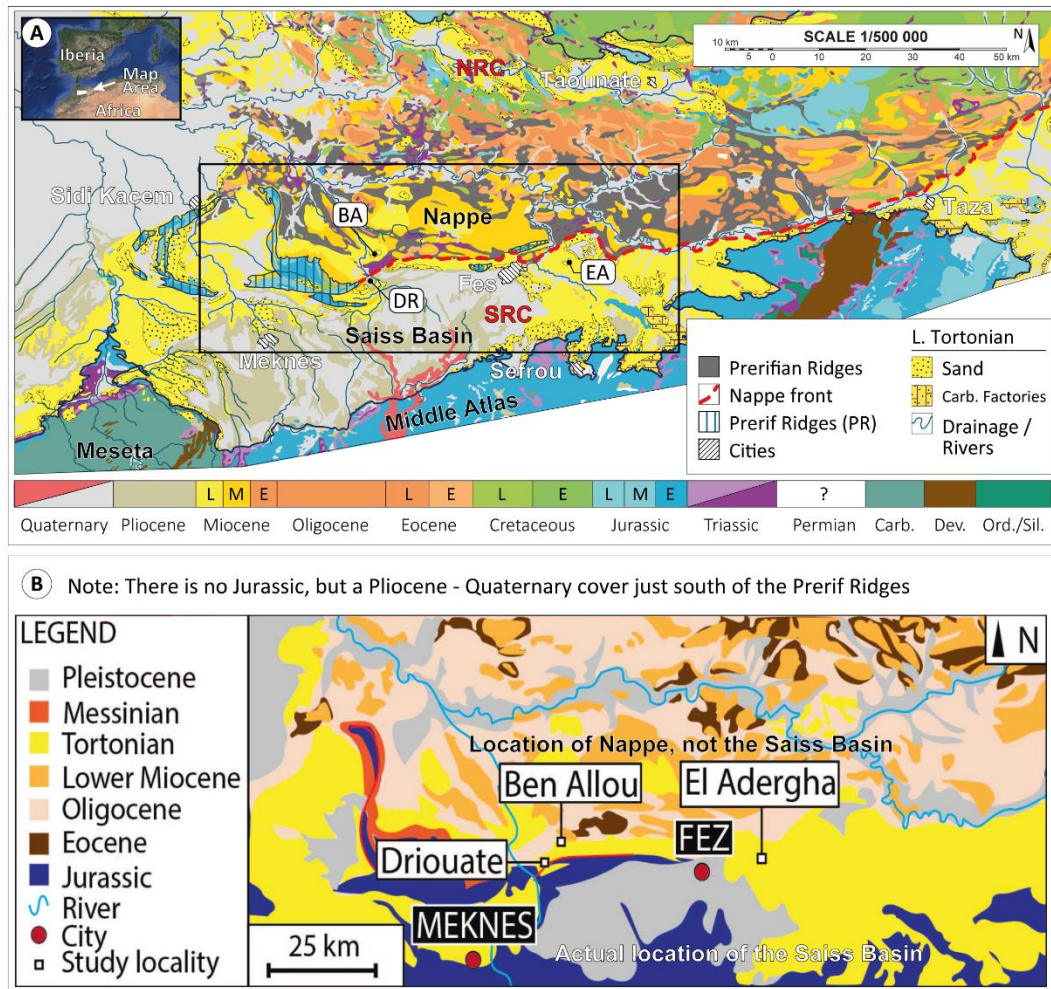 A
Iberia
Map
Area
Africa
SCALE 1/500 000
N
10 km
5
0
10
20
30
40
50 km
NRC
Taounate
Sidi Kacem
BA
Nappe
Taza
Fes
EA
DR
SRC
Saiss Basin
Meknes
Sefrou
Middle Atlas
Meseta
Prerifian Ridges
Nappe front
Prerif Ridges (PR)
Cities
L. Tortonian
Sand
Carb. Factories
Drainage /
Rivers
L M E L E L E L M E ?
Quaternary Pliocene Miocene Oligocene Eocene Cretaceous Jurassic Triassic Permian Carb. Dev. Ord./Sil.
B Note: There is no Jurassic, but a Pliocene - Quaternary cover just south of the Prerif Ridges
LEGEND
Pleistocene
Messinian
Tortonian
Lower Miocene
Oligocene
Eocene
Jurassic
River
City
Study locality
N
Location of Nappe, not the Saiss Basin
Ben Allou
El Adergha
FEZ
Driouate
MEKNES
Actual location of the Saiss Basin
25 km